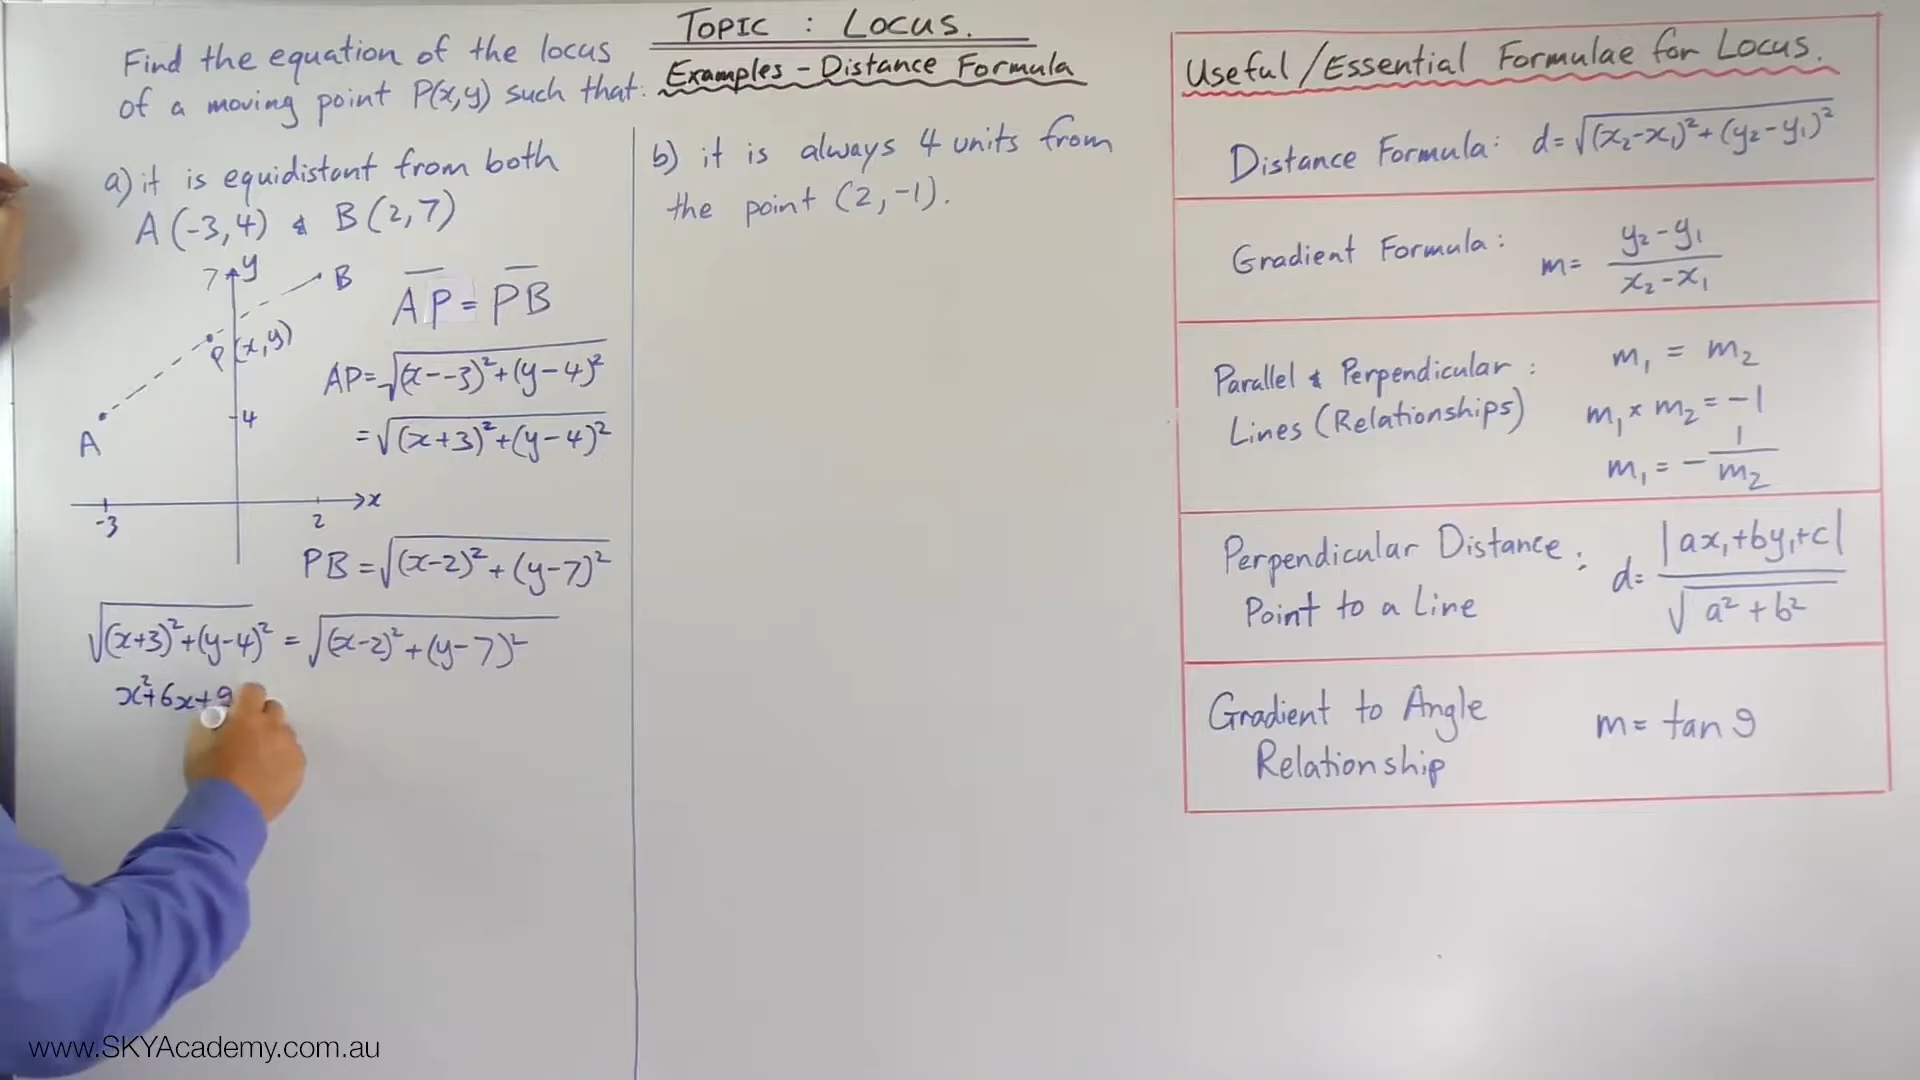 Topic : Locus.
Examples - Distance Formula
Find the equation of the locus
of a moving point P(x,y) such that:
a) it is equidistant from both
A(-3,4) & B(2,7)
7
y
B
P(x,y)
4
A
-3
2
x
AP = PB
AP=√(x--3)²+(y-4)²
=√(x+3)²+(y-4)²
PB=√(x-2)²+(y-7)²
√(x+3)²+(y-4)² = √(x-2)²+(y-7)²
x²+6x+9
b) it is always 4 units from
the point (2,-1).
Useful/Essential Formulae for Locus.
Distance Formula: d=√(x₂-x₁)²+(y₂-y₁)²
Gradient Formula: m= y₂-y₁
x₂-x₁
Parallel & Perpendicular :
Lines (Relationships)
m₁ = m₂
m₁ × m₂ = -1
m₁ = - 1
m₂
Perpendicular Distance :
Point to a Line
d= |ax₁+by₁+c|
√a²+b²
Gradient to Angle
Relationship
m= tan θ
www.SKYAcademy.com.au